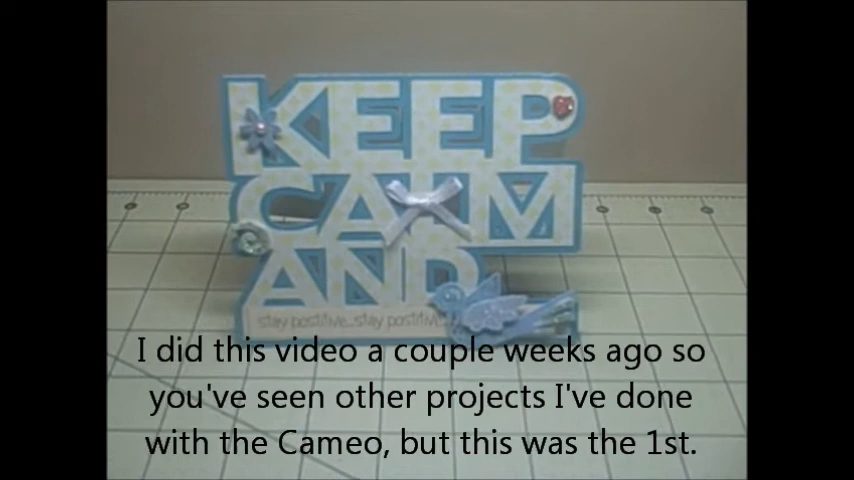 KEEP
CALM
AND
stay positive...stay positive...
I did this video a couple weeks ago so
you've seen other projects I've done
with the Cameo, but this was the 1st.